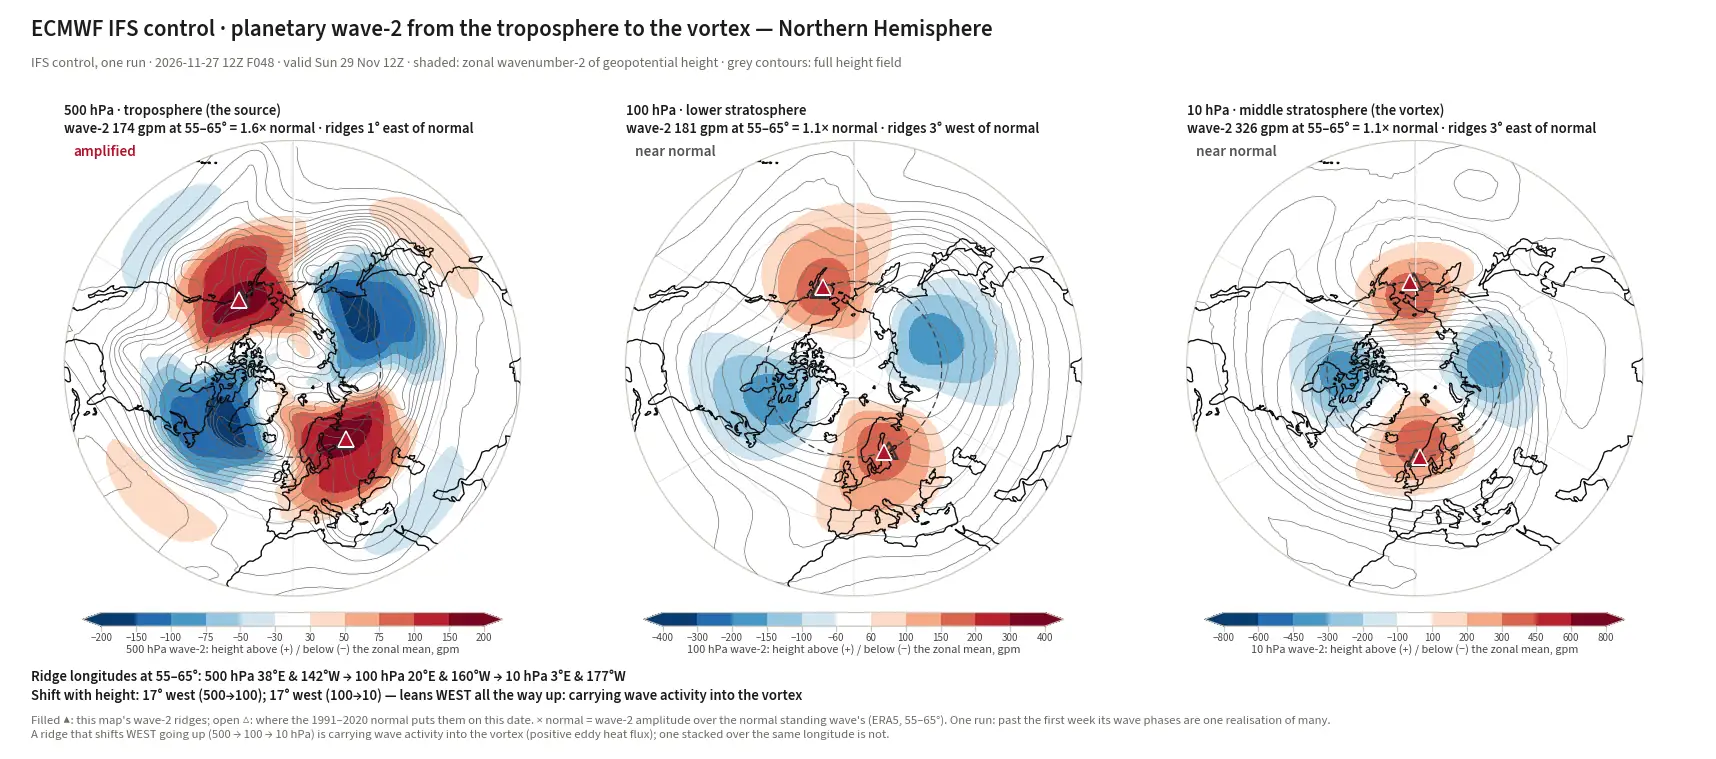 ECMWF IFS control · planetary wave-2 from the troposphere to the vortex — Northern Hemisphere
IFS control, one run · 2026-11-27 12Z F048 · valid Sun 29 Nov 12Z · shaded: zonal wavenumber-2 of geopotential height · grey contours: full height field
500 hPa · troposphere (the source)
wave-2 174 gpm at 55–65° = 1.6× normal · ridges 1° east of normal
amplified
100 hPa · lower stratosphere
wave-2 181 gpm at 55–65° = 1.1× normal · ridges 3° west of normal
near normal
10 hPa · middle stratosphere (the vortex)
wave-2 326 gpm at 55–65° = 1.1× normal · ridges 3° east of normal
near normal
−200 −150 −100 −75 −50 −30 30 50 75 100 150 200
500 hPa wave-2: height above (+) / below (−) the zonal mean, gpm
−400 −300 −200 −150 −100 −60 60 100 150 200 300 400
100 hPa wave-2: height above (+) / below (−) the zonal mean, gpm
−800 −600 −450 −300 −200 −100 100 200 300 450 600 800
10 hPa wave-2: height above (+) / below (−) the zonal mean, gpm
Ridge longitudes at 55–65°: 500 hPa 38°E & 142°W → 100 hPa 20°E & 160°W → 10 hPa 3°E & 177°W
Shift with height: 17° west (500→100); 17° west (100→10) — leans WEST all the way up: carrying wave activity into the vortex
Filled ▲: this map's wave-2 ridges; open △: where the 1991–2020 normal puts them on this date. × normal = wave-2 amplitude over the normal standing wave's (ERA5, 55–65°). One run: past the first week its wave phases are one realisation of many.
A ridge that shifts WEST going up (500 → 100 → 10 hPa) is carrying wave activity into the vortex (positive eddy heat flux); one stacked over the same longitude is not.